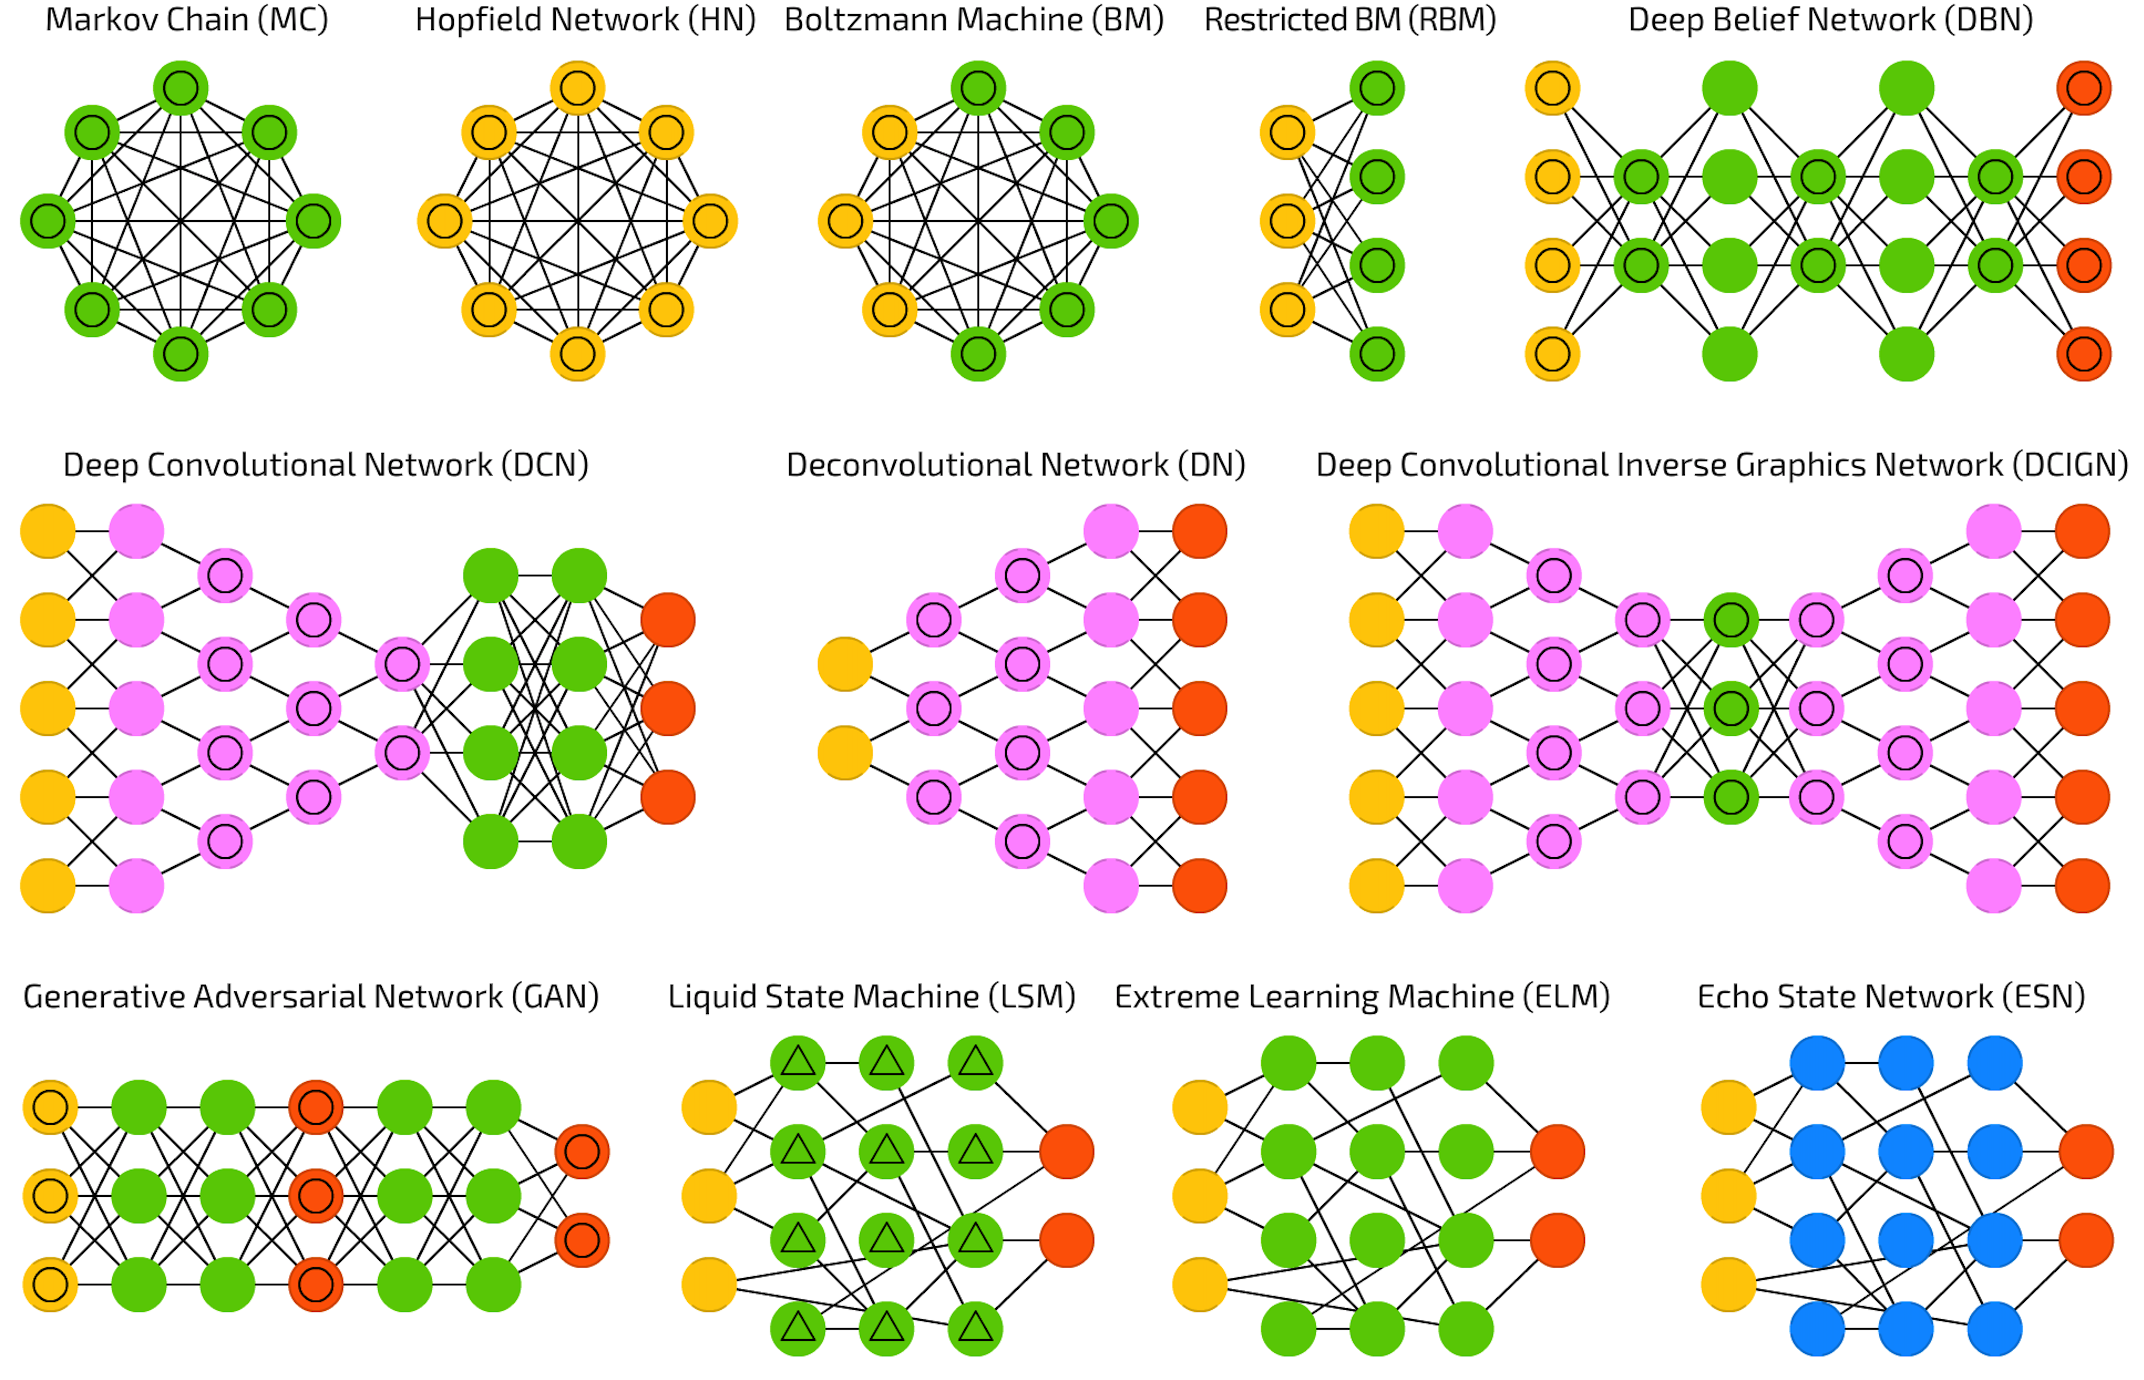 Markov Chain (MC)
Hopfield Network (HN)
Boltzmann Machine (BM)
Restricted BM (RBM)
Deep Belief Network (DBN)
Deep Convolutional Network (DCN)
Deconvolutional Network (DN)
Deep Convolutional Inverse Graphics Network (DCIGN)
Generative Adversarial Network (GAN)
Liquid State Machine (LSM)
Extreme Learning Machine (ELM)
Echo State Network (ESN)